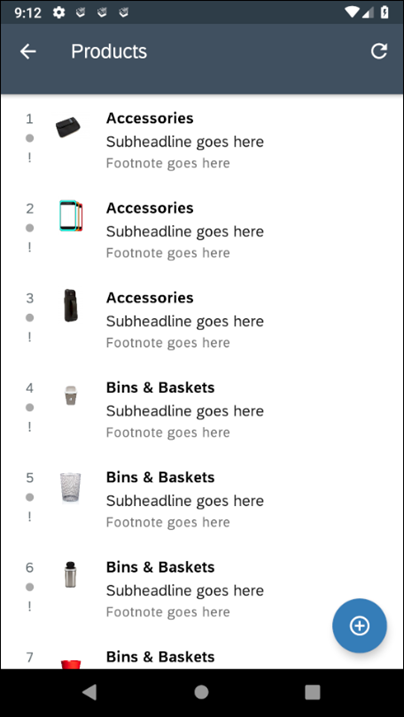 9:12
Products
1
Accessories
Subheadline goes here
!
Footnote goes here
2
Accessories
Subheadline goes here
!
Footnote goes here
3
Accessories
Subheadline goes here
!
Footnote goes here
4
Bins & Baskets
Subheadline goes here
!
Footnote goes here
5
Bins & Baskets
Subheadline goes here
!
Footnote goes here
6
Bins & Baskets
Subheadline goes here
!
Footnote goes here
7
Bins & Baskets